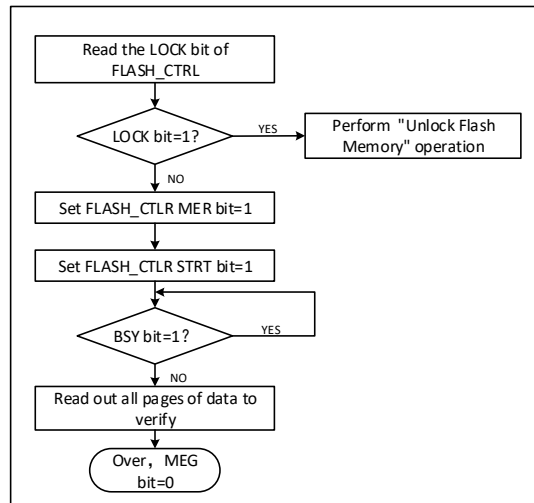 Read the LOCK bit of
FLASH_CTRL
LOCK bit=1?
YES
Perform "Unlock Flash
Memory" operation
NO
Set FLASH_CTLR MER bit=1
Set FLASH_CTLR STRT bit=1
BSY bit=1?
YES
NO
Read out all pages of data to
verify
Over，MEG
bit=0